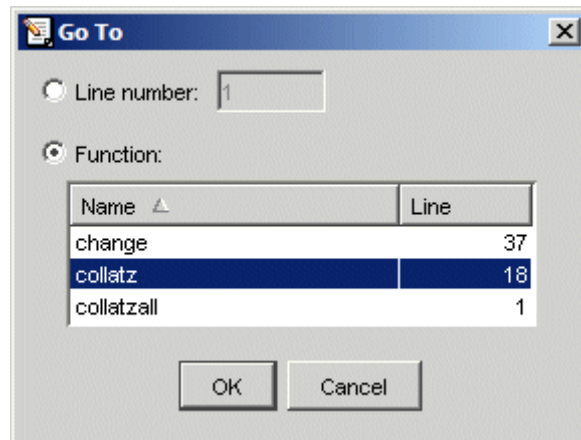 Go To
Line number: 1
Function:
Name Line
change 37
collatz 18
collatzall 1
OK Cancel